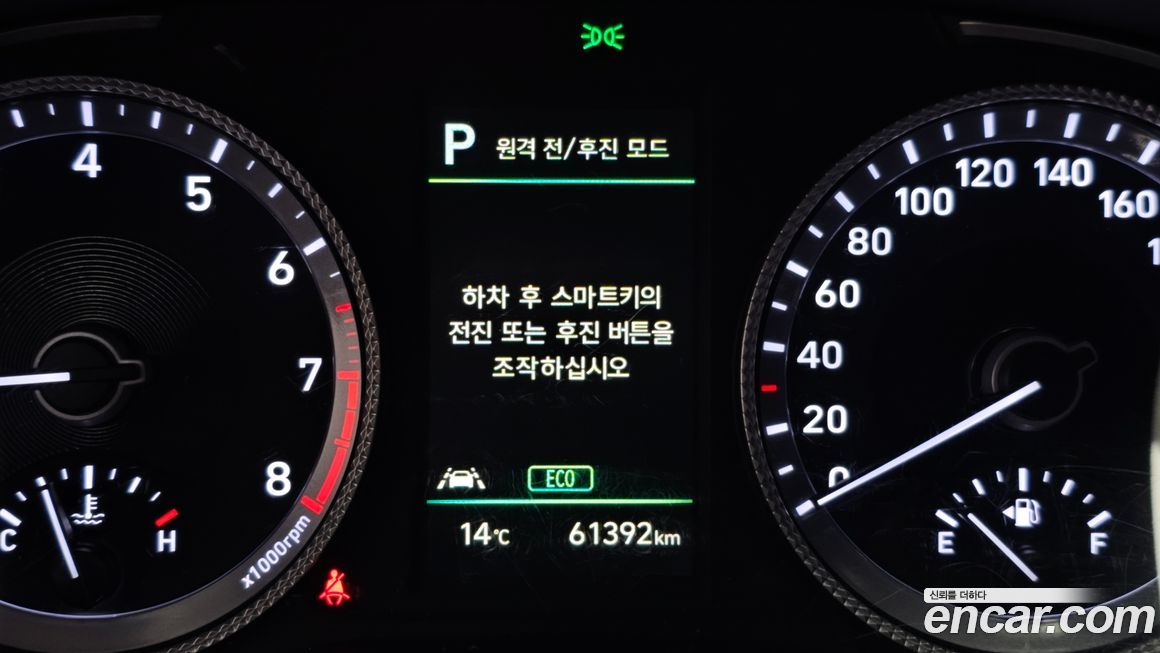 P 원격 전/후진 모드
하차 후 스마트키의
전진 또는 후진 버튼을
조작하십시오
ECO
14℃ 61392km
4
5
6
7
8
x1000rpm
C H
0
20
40
60
80
100
120
140
160
E F
신뢰를 더하다
encar.com